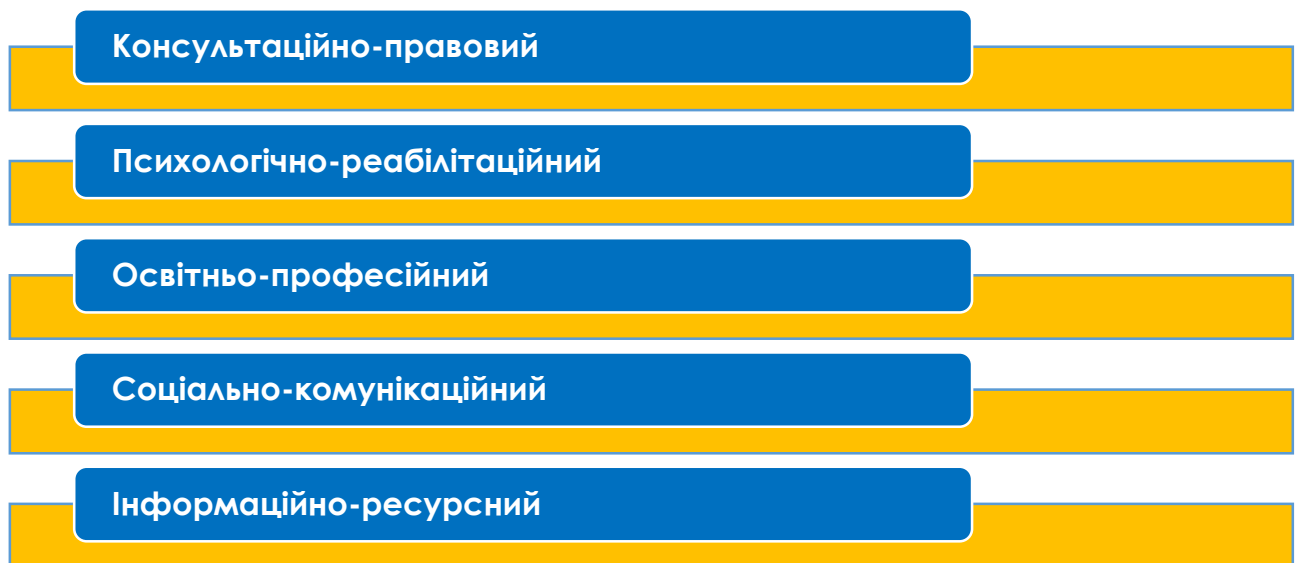 Консультаційно-правовий
Психологічно-реабілітаційний
Освітньо-професійний
Соціально-комунікаційний
Інформаційно-ресурсний